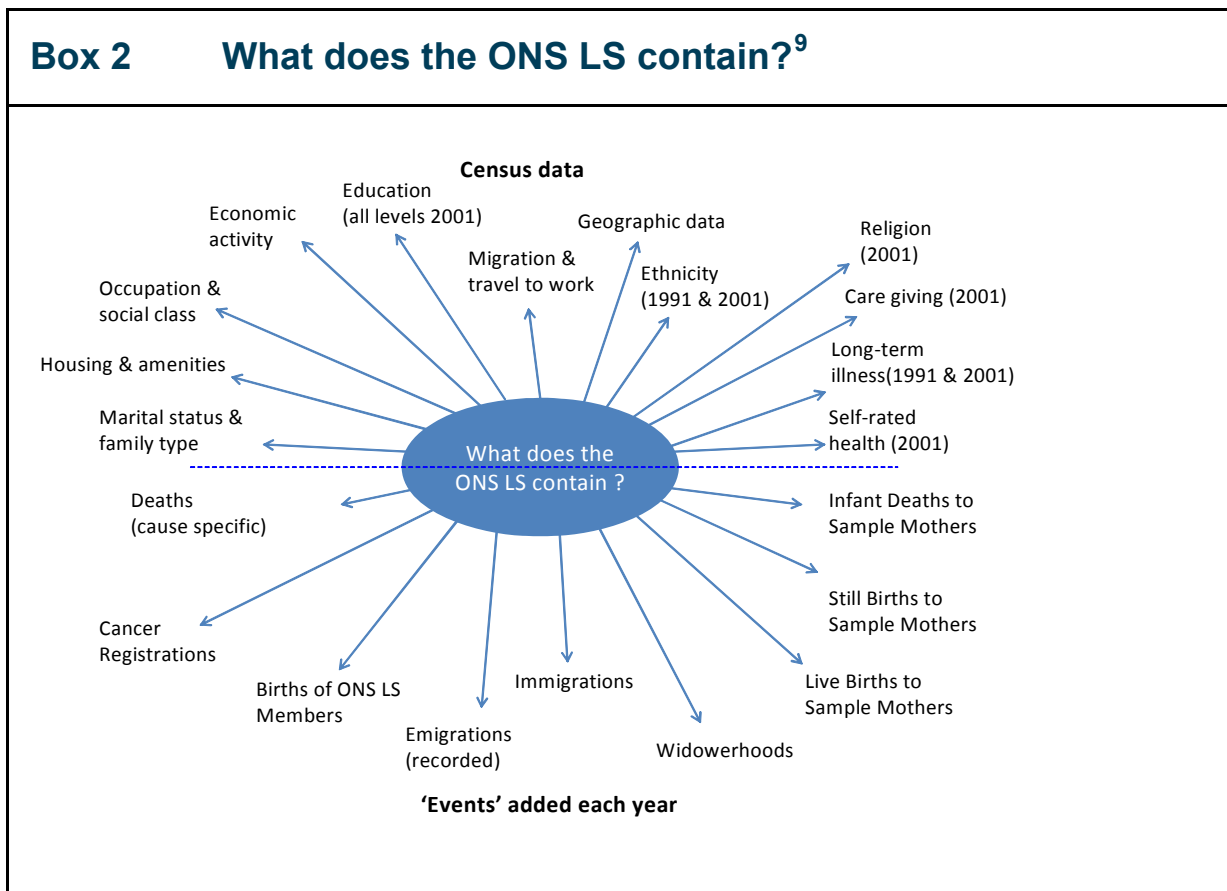 Box 2 What does the ONS LS contain?9
Census data
Education
(all levels 2001)
Economic
activity
Geographic data
Religion
(2001)
Migration &
travel to work
Ethnicity
(1991 & 2001)
Occupation &
social class
Care giving (2001)
Housing & amenities
Long-term
illness(1991 & 2001)
Marital status &
family type
Self-rated
health (2001)
What does the
ONS LS contain ?
Deaths
(cause specific)
Infant Deaths to
Sample Mothers
Still Births to
Sample Mothers
Cancer
Registrations
Births of ONS LS
Members
Immigrations
Live Births to
Sample Mothers
Emigrations
(recorded)
Widowerhoods
‘Events’ added each year